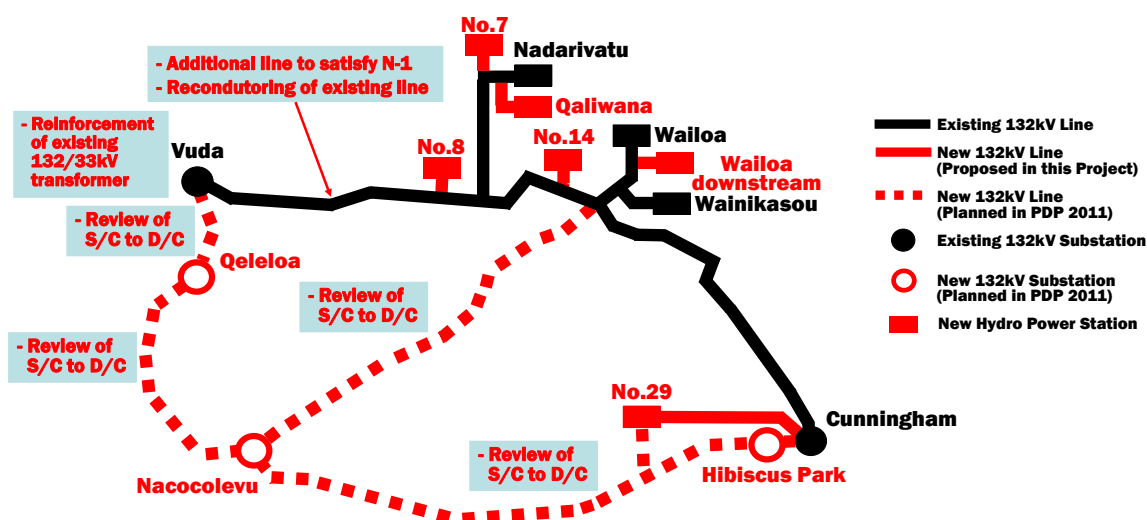 No.7
Nadarivatu
- Additional line to satisfy N-1
- Recondutoring of existing line
Qaliwana
- Reinforcement
of existing
132/33kV
transformer
Vuda
No.8
No.14
Wailoa
Wailoa
downstream
Wainikasou
- Review of
S/C to D/C
Qeleloa
- Review of
S/C to D/C
- Review of
S/C to D/C
No.29
Cunningham
- Review of
S/C to D/C
Hibiscus Park
Nacocolevu
Existing 132kV Line
New 132kV Line
(Proposed in this Project)
New 132kV Line
(Planned in PDP 2011)
Existing 132kV Substation
New 132kV Substation
(Planned in PDP 2011)
New Hydro Power Station